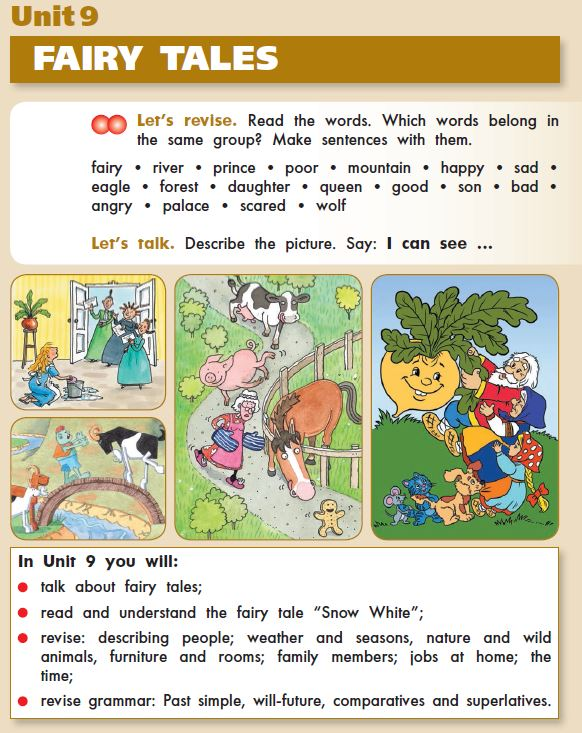 Unit 9
FAIRY TALES
Let's revise. Read the words. Which words belong in
the same group? Make sentences with them.
fairy • river • prince • poor • mountain • happy • sad •
eagle • forest • daughter • queen • good • son • bad •
angry • palace • scared • wolf
Let's talk. Describe the picture. Say: I can see ...
In Unit 9 you will:
● talk about fairy tales;
● read and understand the fairy tale “Snow White”;
● revise: describing people; weather and seasons, nature and wild
animals, furniture and rooms; family members; jobs at home; the
time;
● revise grammar: Past simple, will-future, comparatives and superlatives.